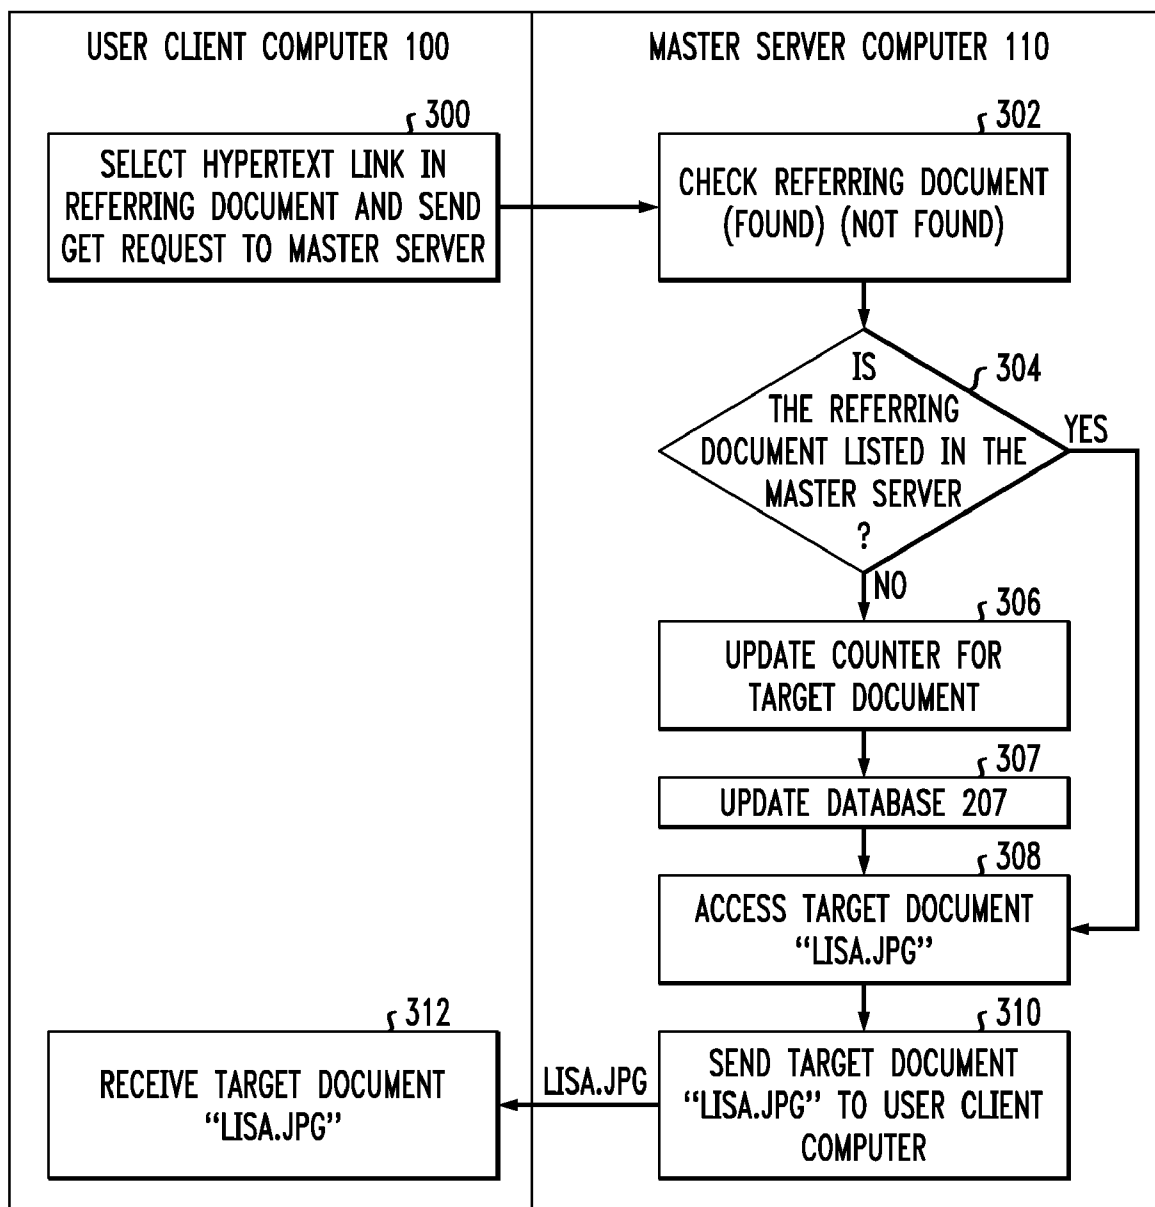 USER CLIENT COMPUTER 100
MASTER SERVER COMPUTER 110
300
SELECT HYPERTEXT LINK IN
REFERRING DOCUMENT AND SEND
GET REQUEST TO MASTER SERVER
302
CHECK REFERRING DOCUMENT
(FOUND) (NOT FOUND)
304
IS
THE REFERRING
DOCUMENT LISTED IN THE
MASTER SERVER
?
YES
NO
306
UPDATE COUNTER FOR
TARGET DOCUMENT
307
UPDATE DATABASE 207
308
ACCESS TARGET DOCUMENT
“LISA.JPG”
310
SEND TARGET DOCUMENT
“LISA.JPG” TO USER CLIENT
COMPUTER
LISA.JPG
312
RECEIVE TARGET DOCUMENT
“LISA.JPG”